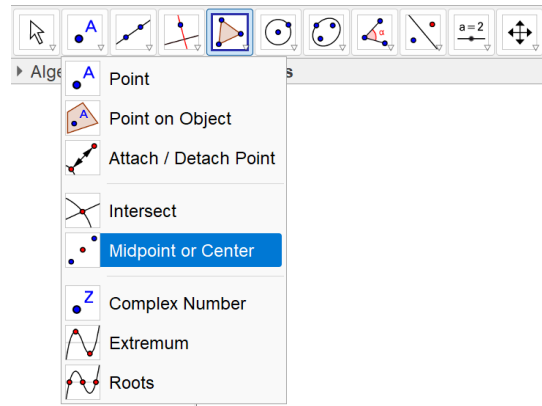 A
α
a=2
Alge s
A Point
A Point on Object
Attach / Detach Point
Intersect
Midpoint or Center
Z Complex Number
Extremum
Roots